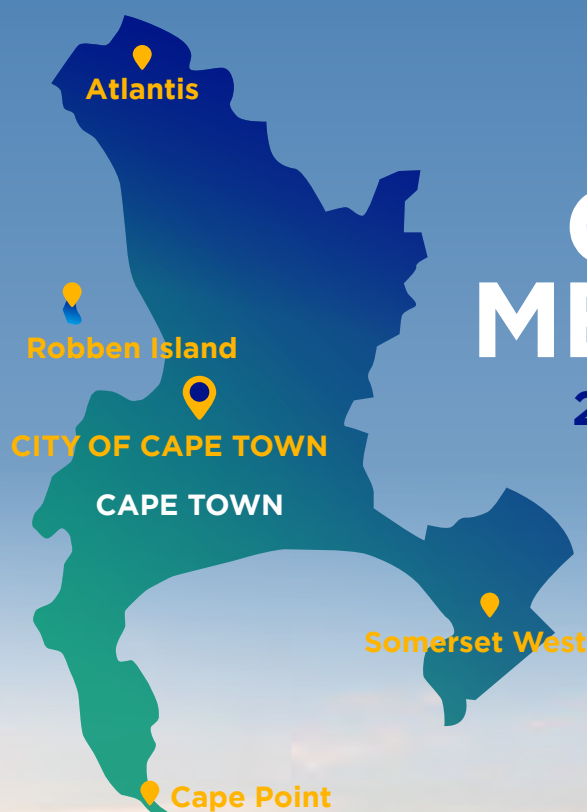 Atlantis
Robben Island
CITY OF CAPE TOWN
CAPE TOWN
Somerset West
Cape Point